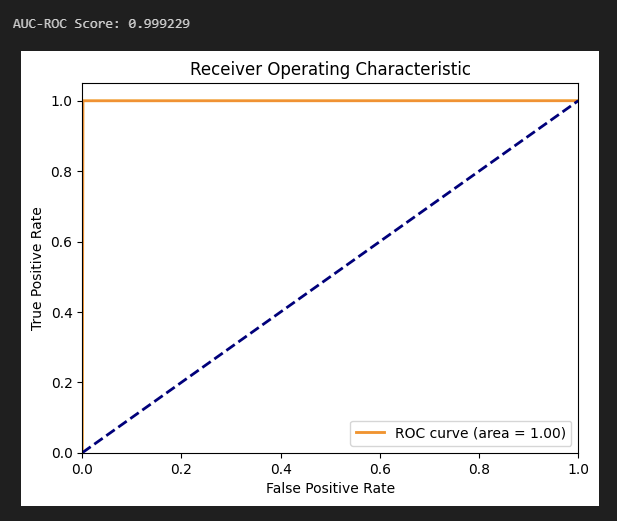 AUC-ROC Score: 0.999229
Receiver Operating Characteristic
True Positive Rate
1.0
0.8
0.6
0.4
0.2
0.0
ROC curve (area = 1.00)
0.0 0.2 0.4 0.6 0.8 1.0
False Positive Rate